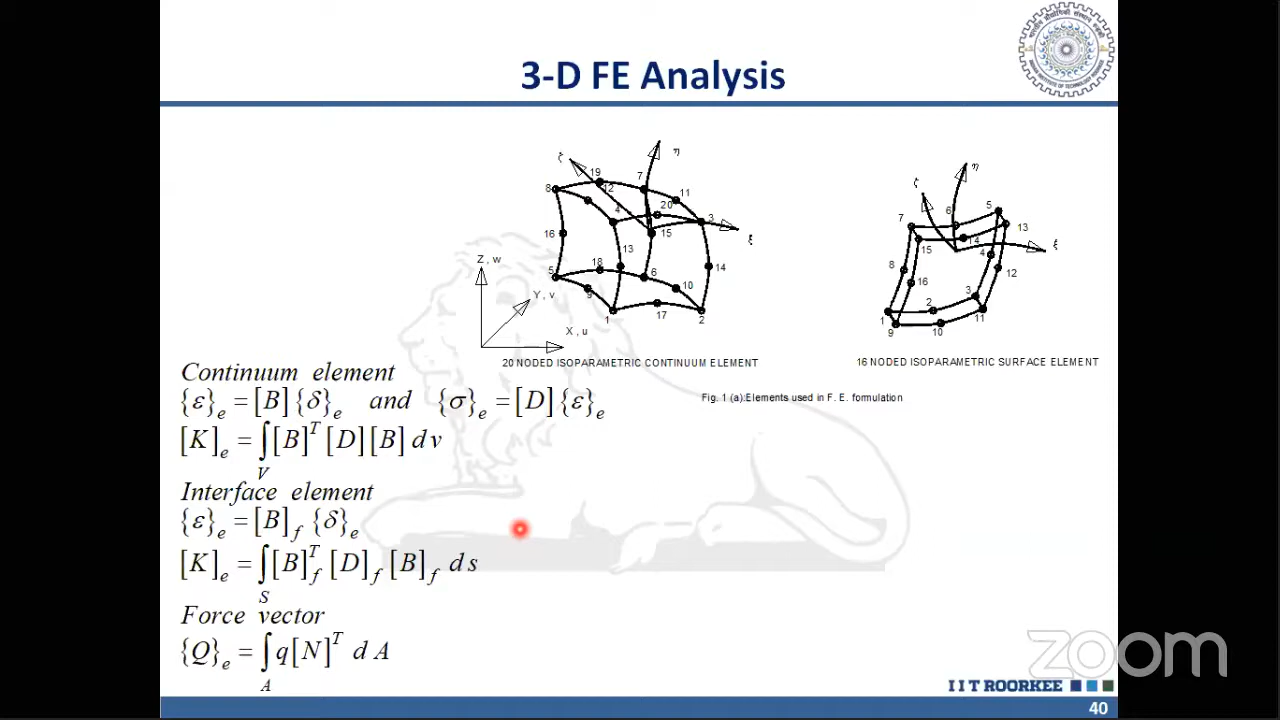 3-D FE Analysis
ζ
η
19
7
8
12
11
4
20
3
ξ
16
15
13
14
18
5
6
9
10
1
17
2
Z , w
Y , v
X , u
20 NODED ISOPARAMETRIC CONTINUUM ELEMENT
η
ζ
5
6
7
13
14
ξ
15
4
8
12
16
3
2
1
11
9
10
16 NODED ISOPARAMETRIC SURFACE ELEMENT
Fig. 1 (a):Elements used in F. E. formulation
Continuum element
{ε}e = [B]{δ}e and {σ}e = [D]{ε}e
[K]e = ∫V [B]^T [D][B] dv
Interface element
{ε}e = [B]f {δ}e
[K]e = ∫S [B]f^T [D]f [B]f ds
Force vector
{Q}e = ∫A q[N]^T dA
zoom
I I T ROORKEE
40